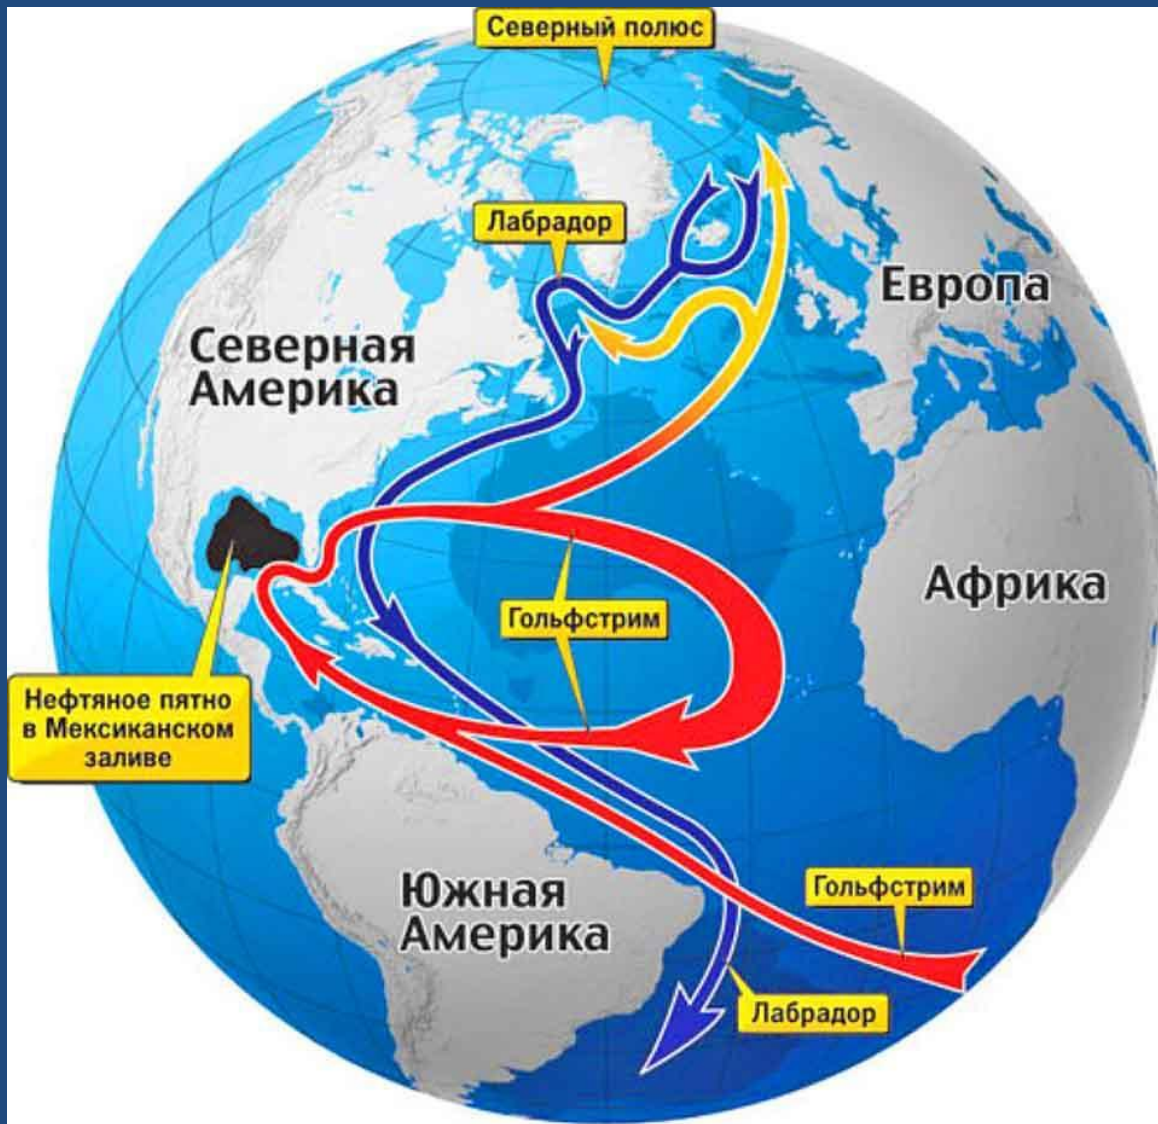 Северный полюс
Лабрадор
Европа
Северная
Америка
Африка
Гольфстрим
Нефтяное пятно
в Мексиканском
заливе
Южная
Америка
Гольфстрим
Лабрадор